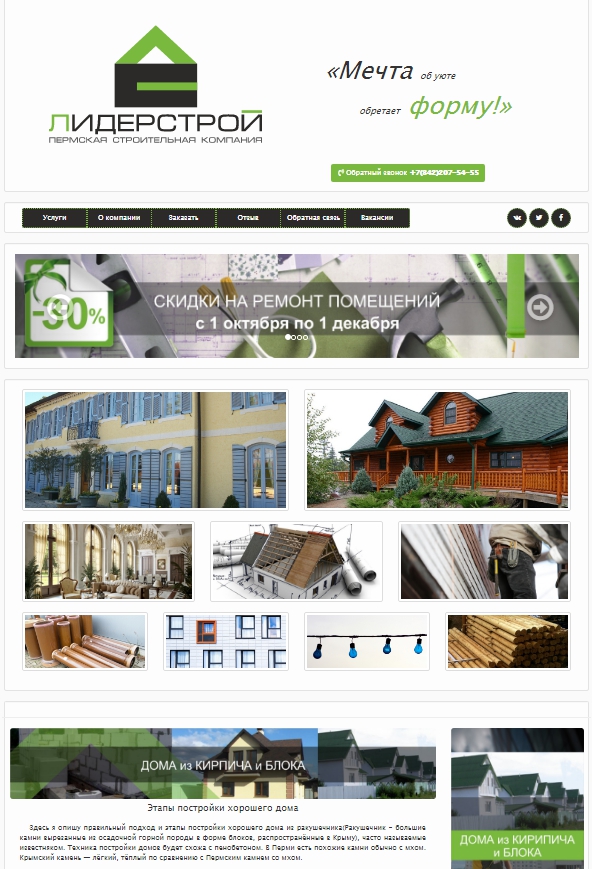 ЛИДЕРСТРОЙ
ПЕРМСКАЯ СТРОИТЕЛЬНАЯ КОМПАНИЯ
«Мечта об уюте
обретает форму!»
Обратный звонок +7(342)207-54-55
Услуги О компании Заказать Отзыв Обратная связь Вакансии
-30%
СКИДКИ НА РЕМОНТ ПОМЕЩЕНИЙ
с 1 октября по 1 декабря
ДОМА из КИРПИЧА и БЛОКА
Этапы постройки хорошего дома
Здесь я опишу правильный подход и этапы постройки хорошего дома из ракушечника(Ракушечник – большие
камни вырезанные из осадочной горной породы в форме блоков, распространённые в Крыму), часто называемые
известняком. Техника постройки домов будет схожа с пенобетоном. В Перми есть похожие камни обычно с мхом.
Крымский камень — лёгкий, тёплый по сравнению с Пермским камнем со мхом.
ДОМА из КИРИПИЧА
и БЛОКА